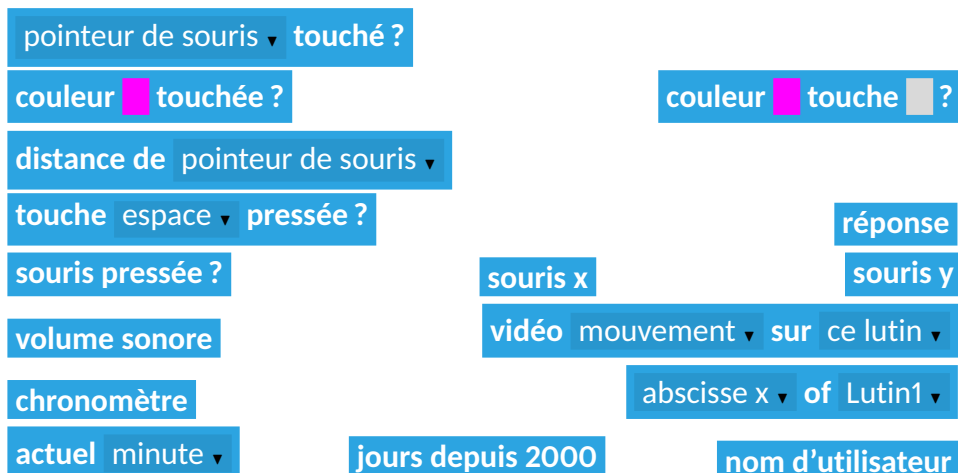 pointeur de souris ▾ touché ?
couleur touchée ?
couleur touche ?
distance de pointeur de souris ▾
touche espace ▾ pressée ?
réponse
souris pressée ?
souris x
souris y
volume sonore
vidéo mouvement ▾ sur ce lutin ▾
chronomètre
abscisse x ▾ of Lutin1 ▾
actuel minute ▾
jours depuis 2000
nom d’utilisateur